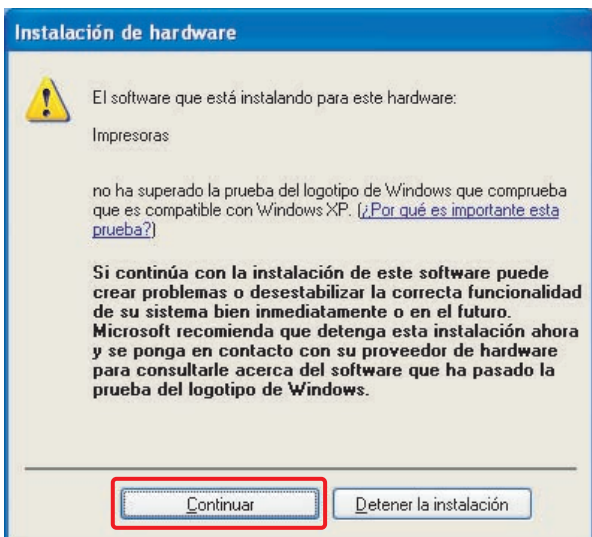 Instalación de hardware
El software que está instalando para este hardware:
Impresoras
no ha superado la prueba del logotipo de Windows que comprueba
que es compatible con Windows XP. (¿Por qué es importante esta
prueba?)
Si continúa con la instalación de este software puede
crear problemas o desestabilizar la correcta funcionalidad
de su sistema bien inmediatamente o en el futuro.
Microsoft recomienda que detenga esta instalación ahora
y se ponga en contacto con su proveedor de hardware
para consultarle acerca del software que ha pasado la
prueba del logotipo de Windows.
Continuar
Detener la instalación